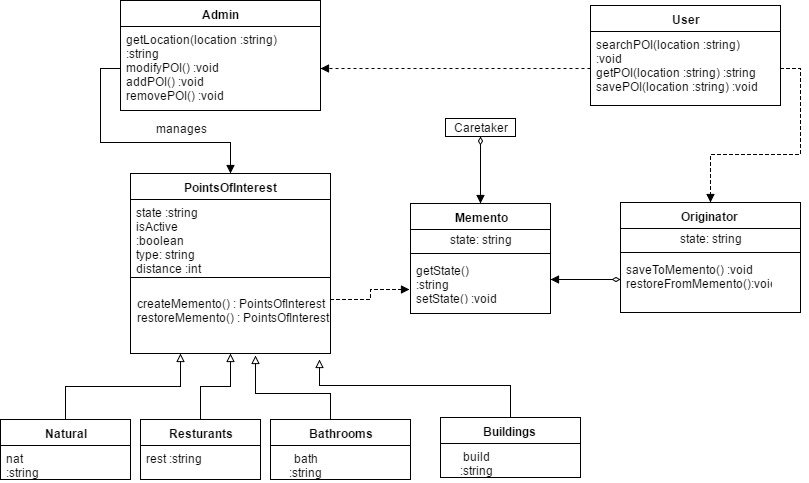 Admin
getLocation(location :string)
:string
modifyPOI() :void
addPOI() :void
removePOI() :void
User
searchPOI(location :string)
:void
getPOI(location :string) :string
savePOI(location :string) :void
manages
Caretaker
PointsOfInterest
state :string
isActive
:boolean
type: string
distance :int
createMemento() : PointsOfInterest
restoreMemento() : PointsOfInterest
Memento
state: string
getState()
:string
setState() :void
Originator
state: string
saveToMemento() :void
restoreFromMemento():voi
Natural
nat
:string
Resturants
rest :string
Bathrooms
bath
:string
Buildings
build
:string